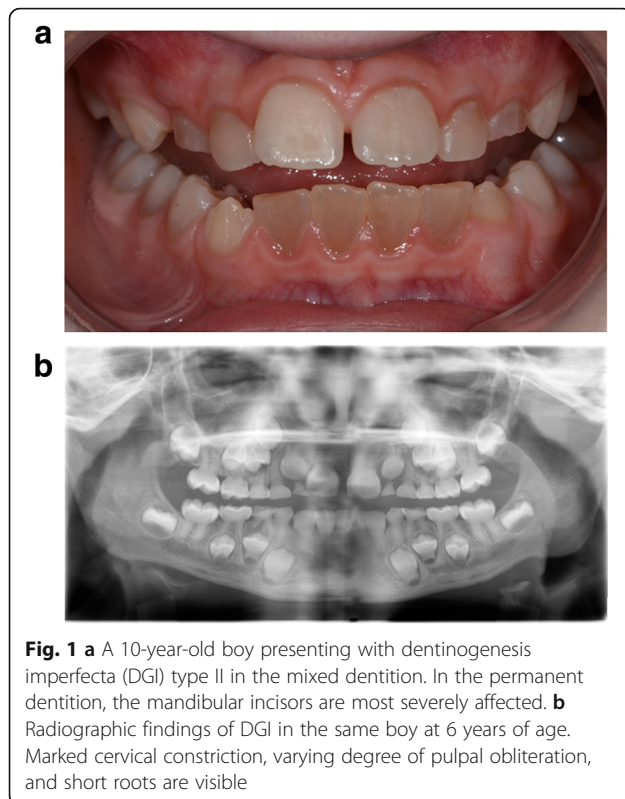 a
b
Fig. 1 a A 10-year-old boy presenting with dentinogenesis
imperfecta (DGI) type II in the mixed dentition. In the permanent
dentition, the mandibular incisors are most severely affected. b
Radiographic findings of DGI in the same boy at 6 years of age.
Marked cervical constriction, varying degree of pulpal obliteration,
and short roots are visible